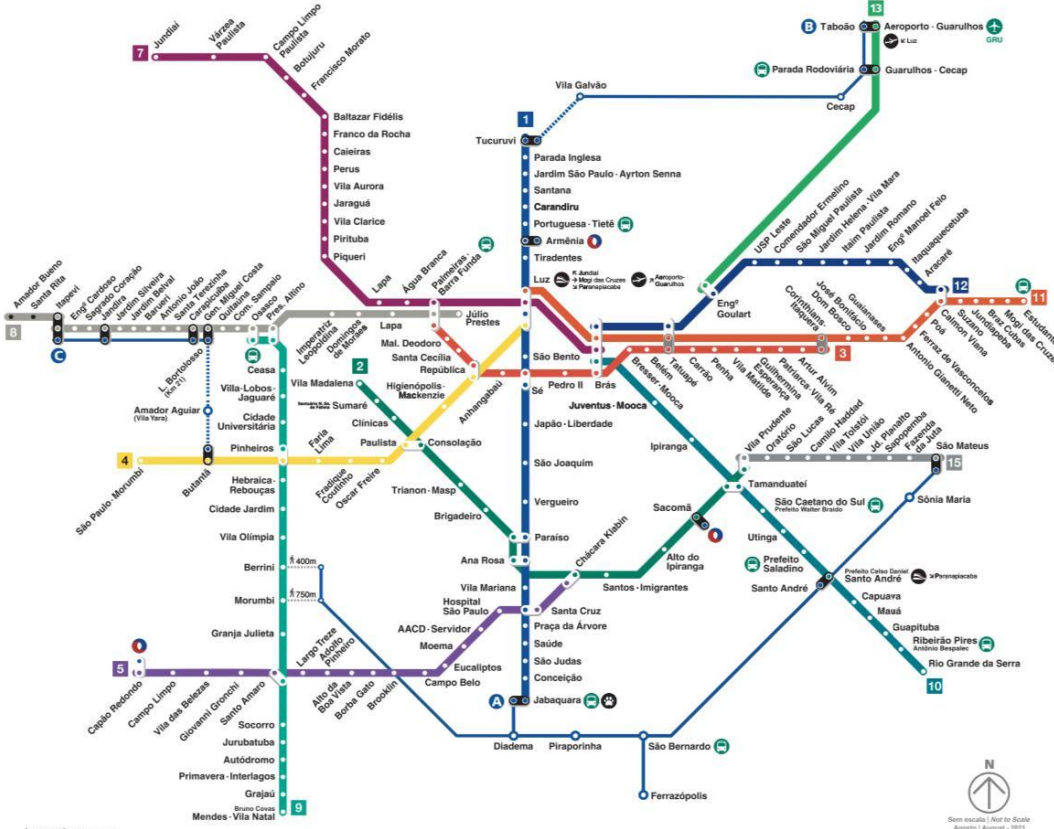 13
B
Taboão
Aeroporto - Guarulhos
GRU
Luz
Parada Rodoviária
Guarulhos - Cecap
Vila Galvão
Cecap
7
Jundiaí
Várzea
Paulista
Campo Limpo
Paulista
Botujuru
Francisco Morato
Baltazar Fidélis
Franco da Rocha
Caieiras
Perus
Vila Aurora
Jaraguá
Vila Clarice
Pirituba
Piqueri
Lapa
Água Branca
Palmeiras-
Barra Funda
1
Tucuruvi
Parada Inglesa
Jardim São Paulo - Ayrton Senna
Santana
Carandiru
Portuguesa - Tietê
Armênia
Tiradentes
Luz
Jundiaí
Mogi das Cruzes
Paranapiacaba
Aeroporto-
Guarulhos
São Bento
Sé
Japão - Liberdade
São Joaquim
Vergueiro
Paraíso
Ana Rosa
Vila Mariana
Santa Cruz
Praça da Árvore
Saúde
São Judas
Conceição
A
Jabaquara
USP Leste
Comendador Ermelino
São Miguel Paulista
Jardim Helena - Vila Mara
Itaim Paulista
Jardim Romano
Engº Manoel Feio
Itaquaquecetuba
Aracaré
12
Engº
Goulart
11
Estudantes
Mogi das Cruzes
Braz Cubas
Jundiapeba
Suzano
Calmon Viana
Poá
Ferraz de Vasconcelos
Antonio Gianetti Neto
Guaianases
José Bonifácio
Dom Bosco
Corinthians-
Itaquera
3
Artur Alvim
Patriarca - Vila Ré
Guilhermina
Esperança
Vila Matilde
Penha
Carrão
Tatuapé
Belém
Bresser - Mooca
Brás
Pedro II
Anhangabaú
República
Santa Cecília
Mal. Deodoro
8
Amador Bueno
Santa Rita
Itapevi
C
Engº Cardoso
Sagrado Coração
Jandira
Jardim Silveira
Jardim Belval
Barueri
Antonio João
Santa Terezinha
Carapicuíba
Gen. Miguel Costa
Quitaúna
Com. Sampaio
Osasco
Pres. Altino
Imperatriz
Leopoldina
Domingos
de Moraes
Lapa
Júlio
Prestes
L. Bortolosso
(Km 21)
Amador Aguiar
(Vila Yara)
Butantã
Ceasa
Villa-Lobos-
Jaguaré
Cidade
Universitária
Pinheiros
Hebraica-
Rebouças
Cidade Jardim
Vila Olímpia
Berrini
400m
Morumbi
750m
Granja Julieta
Santo Amaro
Socorro
Jurubatuba
Autódromo
Primavera - Interlagos
Grajaú
Bruno Covas
Mendes - Vila Natal
9
4
São Paulo - Morumbi
Faria
Lima
Fradique
Coutinho
Oscar Freire
Paulista
Higienópolis-
Mackenzie
2
Vila Madalena
Sumaré
Clínicas
Consolação
Trianon - Masp
Brigadeiro
Chácara Klabin
Santos - Imigrantes
Alto do
Ipiranga
Sacomã
Tamanduateí
Vila Prudente
Oratório
São Lucas
Camilo Haddad
Vila Tolstói
Vila União
Jd. Planalto
Sapopemba
Fazenda
da Juta
São Mateus
15
Sônia Maria
Juventus - Mooca
Ipiranga
São Caetano do Sul
Prefeito Walter Braido
Utinga
Prefeito
Saladino
Prefeito Celso Daniel
Santo André
Paranapiacaba
Santo André
Capuava
Mauá
Guapituba
Ribeirão Pires
Antônio Bespalec
Rio Grande da Serra
10
5
Capão Redondo
Campo Limpo
Vila das Belezas
Giovanni Gronchi
Largo Treze
Adolfo
Pinheiro
Alto da
Boa Vista
Borba Gato
Brooklin
Campo Belo
Eucaliptos
Moema
AACD - Servidor
Hospital
São Paulo
Diadema
Piraporinha
São Bernardo
Ferrazópolis
N
Sem escala | Not to Scale
Agosto | August - 2021